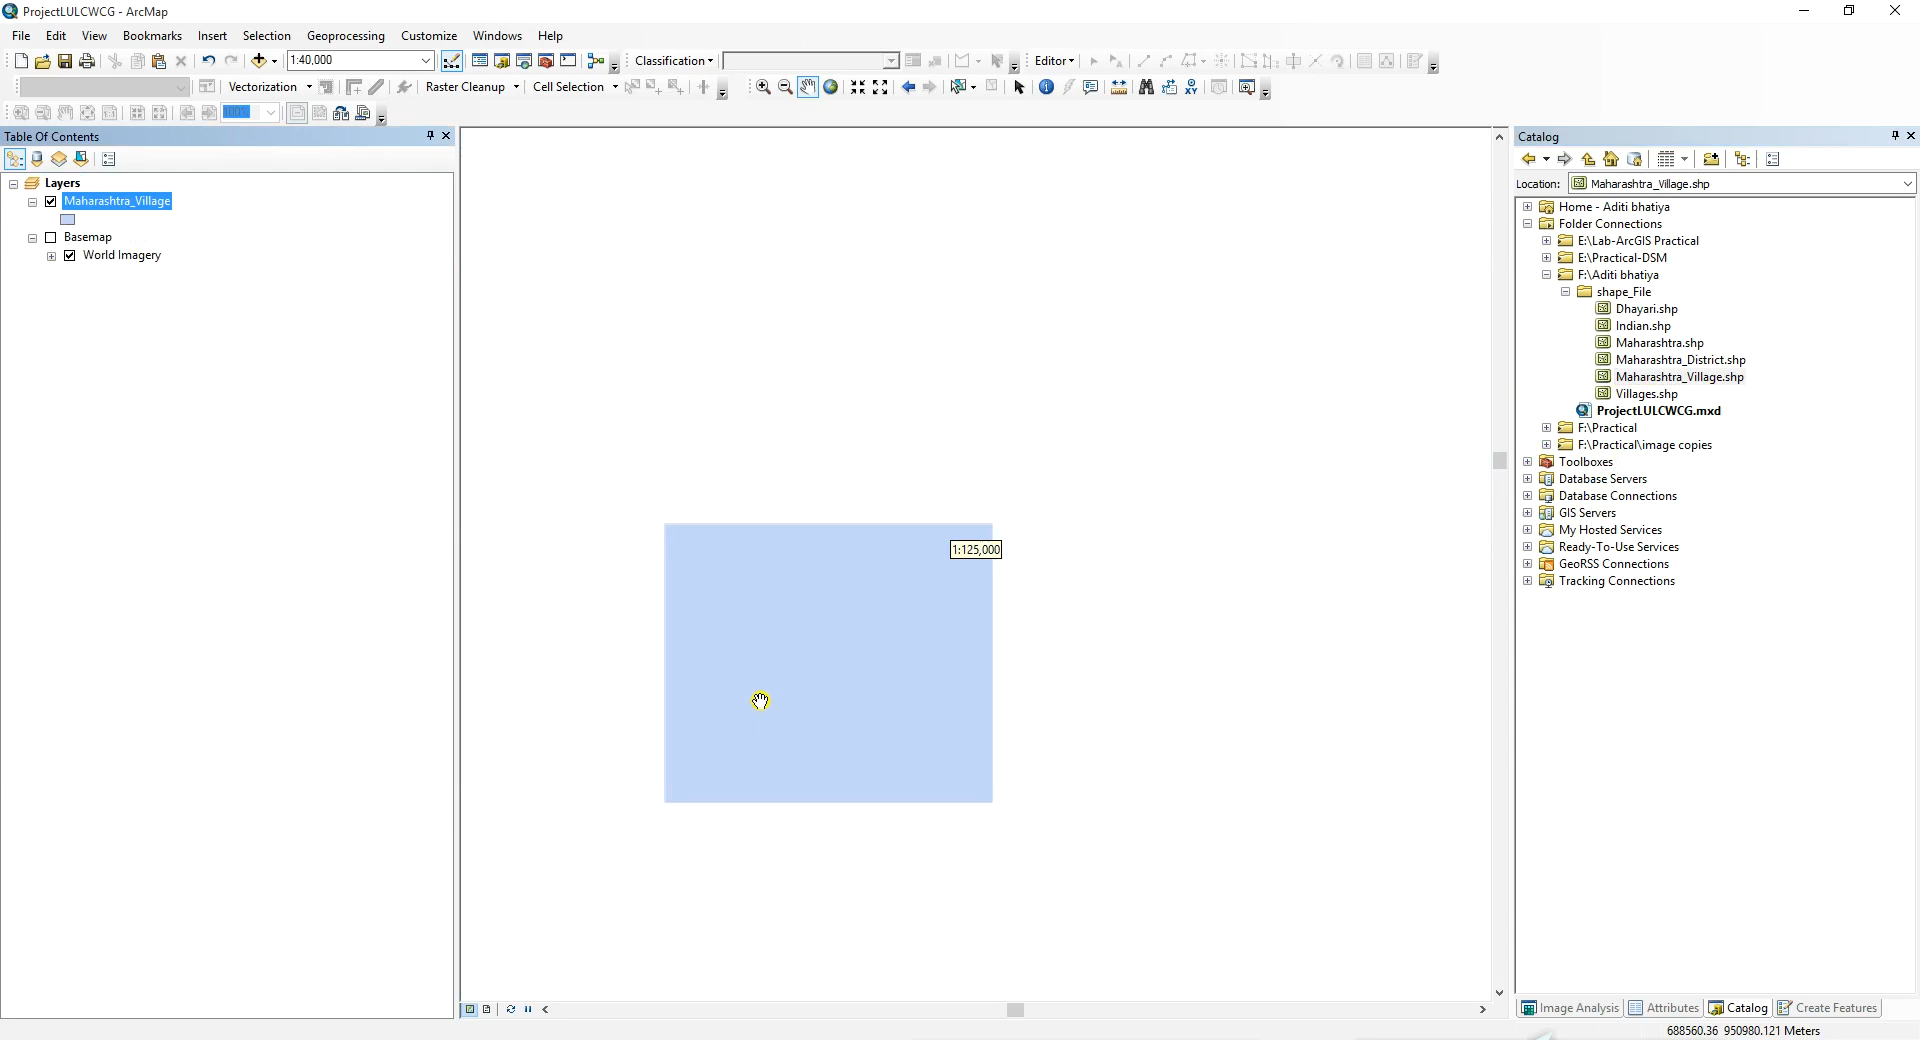 ProjectLULCWCG - ArcMap
File Edit View Bookmarks Insert Selection Geoprocessing Customize Windows Help
1:40,000 Classification Editor
Vectorization Raster Cleanup Cell Selection
100%
Table Of Contents
Layers
Maharashtra_Village
Basemap
World Imagery
1:125,000
Catalog
Location: Maharashtra_Village.shp
Home - Aditi bhatiya
Folder Connections
E:\Lab-ArcGIS Practical
E:\Practical-DSM
F:\Aditi bhatiya
shape_File
Dhayari.shp
Indian.shp
Maharashtra.shp
Maharashtra_District.shp
Maharashtra_Village.shp
Villages.shp
ProjectLULCWCG.mxd
F:\Practical
F:\Practical\image copies
Toolboxes
Database Servers
Database Connections
GIS Servers
My Hosted Services
Ready-To-Use Services
GeoRSS Connections
Tracking Connections
Image Analysis Attributes Catalog Create Features
688560.36 950980.121 Meters